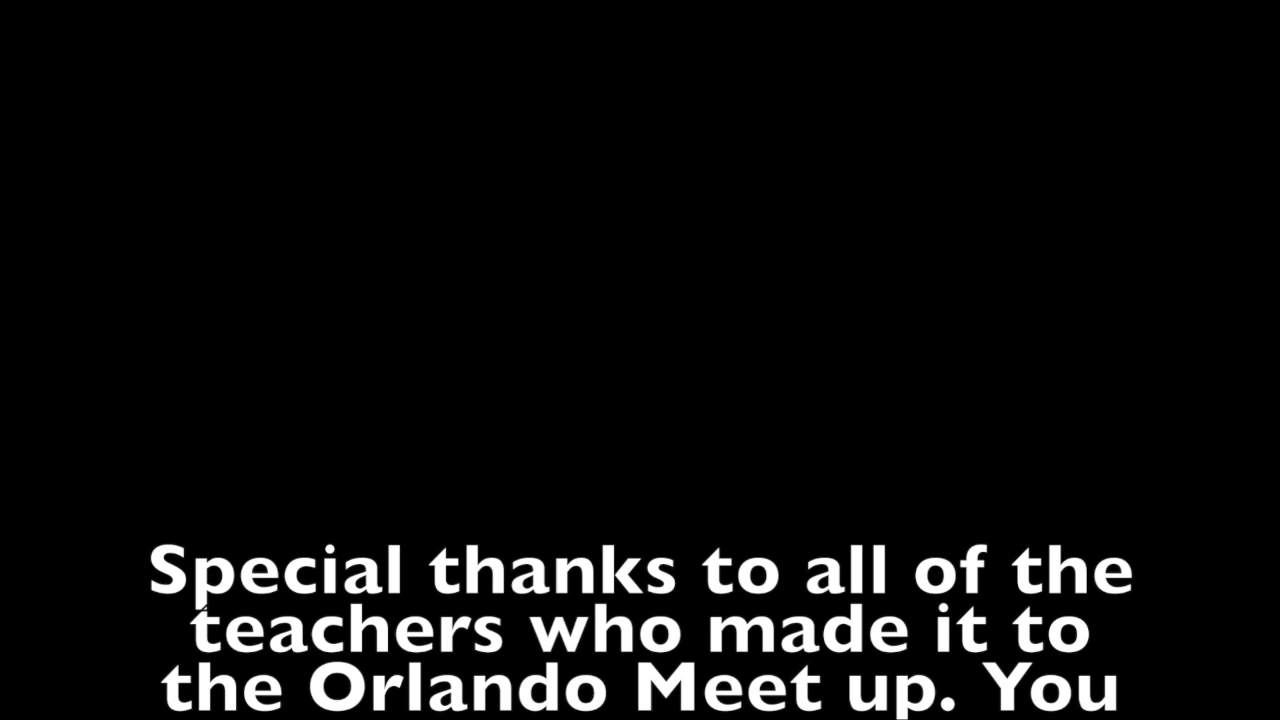 Special thanks to all of the
teachers who made it to
the Orlando Meet up. You